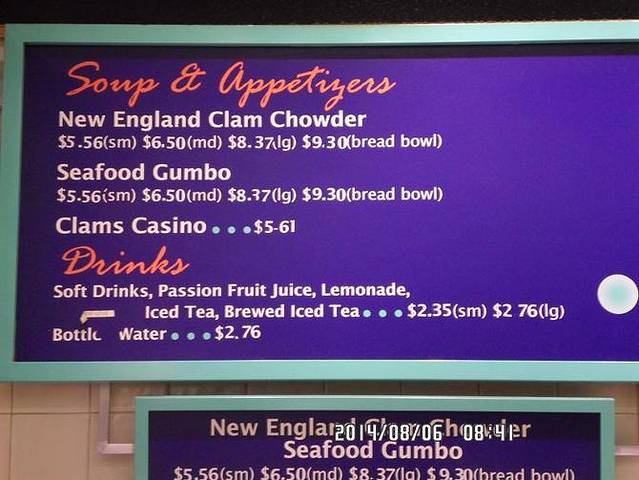 Soup & Appetizers
New England Clam Chowder
$5.56(sm) $6.50(md) $8.37(lg) $9.30(bread bowl)
Seafood Gumbo
$5.56(sm) $6.50(md) $8.37(lg) $9.30(bread bowl)
Clams Casino...$5-61
Drinks
Soft Drinks, Passion Fruit Juice, Lemonade,
Iced Tea, Brewed Iced Tea...$2.35(sm) $2 76(lg)
Bottle Water...$2.76
New England Clam Chowder
2014/08/06 08:41
Seafood Gumbo
$5.56(sm) $6.50(md) $8.37(lg) $9.30(bread bowl)